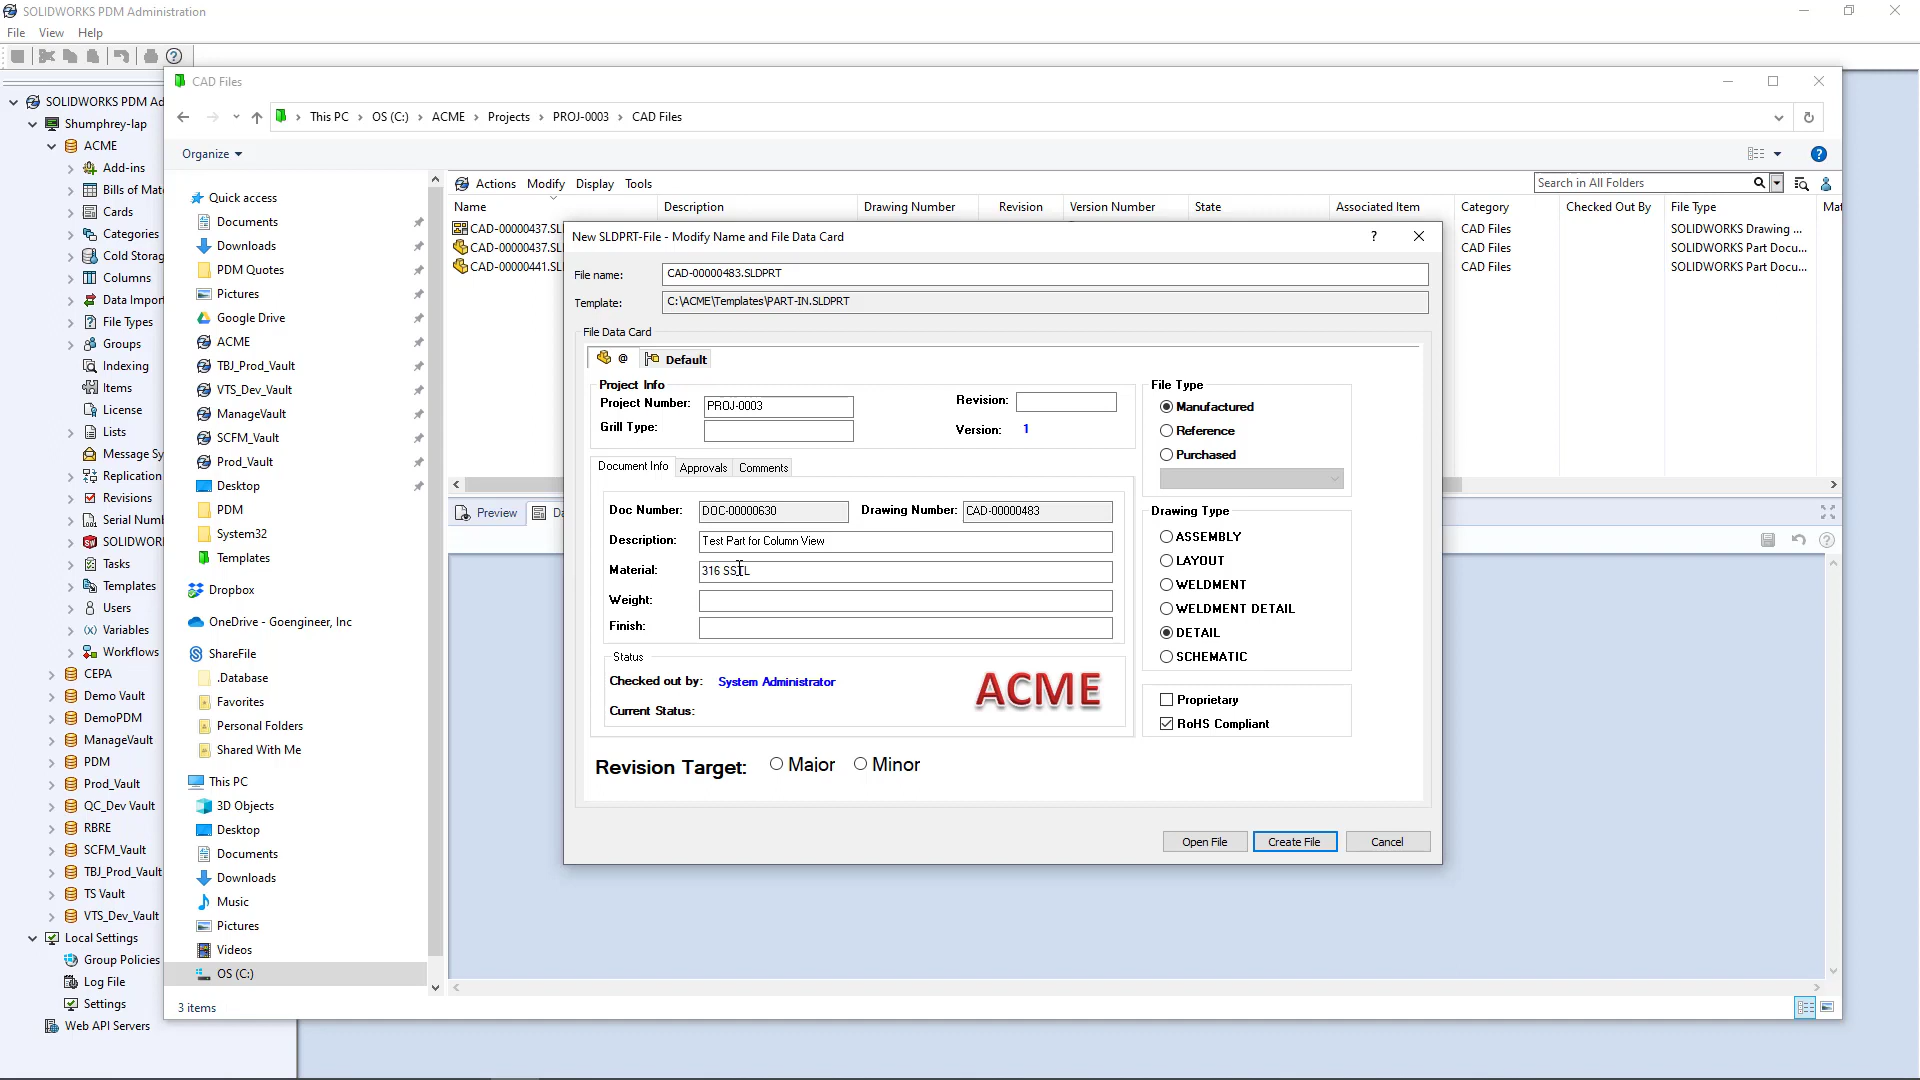 SOLIDWORKS PDM Administration
File View Help
SOLIDWORKS PDM Ad
Shumphrey-lap
ACME
Add-ins
Bills of Mat
Cards
Categories
Cold Storag
Columns
Data Import
File Types
Groups
Indexing
Items
License
Lists
Message Sy
Replication
Revisions
Serial Numb
SOLIDWOR
Tasks
Templates
Users
Variables
Workflows
CEPA
Demo Vault
DemoPDM
ManageVault
PDM
Prod_Vault
QC_Dev Vault
RBRE
SCFM_Vault
TBJ_Prod_Vault
TS Vault
VTS_Dev_Vault
Local Settings
Group Policies
Log File
Settings
Web API Servers
CAD Files
This PC > OS (C:) > ACME > Projects > PROJ-0003 > CAD Files
Organize
Quick access
Documents
Downloads
PDM Quotes
Pictures
Google Drive
ACME
TBJ_Prod_Vault
VTS_Dev_Vault
ManageVault
SCFM_Vault
Prod_Vault
Desktop
PDM
System32
Templates
Dropbox
OneDrive - Goengineer, Inc
ShareFile
.Database
Favorites
Personal Folders
Shared With Me
This PC
3D Objects
Desktop
Documents
Downloads
Music
Pictures
Videos
OS (C:)
3 items
Actions Modify Display Tools
Search in All Folders
Name Description Drawing Number Revision Version Number State Associated Item Category Checked Out By File Type Mat
CAD-00000437.SL CAD Files SOLIDWORKS Drawing ...
CAD-00000437.SL CAD Files SOLIDWORKS Part Docu...
CAD-00000441.SL CAD Files SOLIDWORKS Part Docu...
Preview Da
New SLDPRT-File - Modify Name and File Data Card ?
File name: CAD-00000483.SLDPRT
Template: C:\ACME\Templates\PART-IN.SLDPRT
File Data Card
@ Default
Project Info
Project Number: PROJ-0003 Revision:
Grill Type: Version: 1
Document Info Approvals Comments
Doc Number: DOC-00000630 Drawing Number: CAD-00000483
Description: Test Part for Column View
Material: 316 SSTL
Weight:
Finish:
Status
Checked out by: System Administrator
Current Status:
ACME
Revision Target: Major Minor
File Type
Manufactured
Reference
Purchased
Drawing Type
ASSEMBLY
LAYOUT
WELDMENT
WELDMENT DETAIL
DETAIL
SCHEMATIC
Proprietary
RoHS Compliant
Open File Create File Cancel